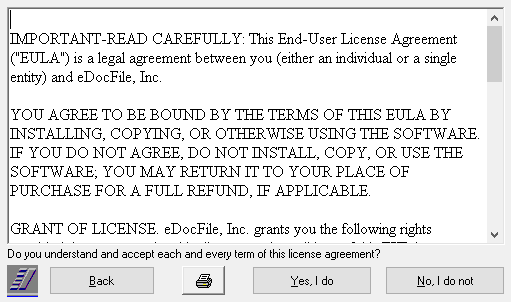 IMPORTANT-READ CAREFULLY: This End-User License Agreement
("EULA") is a legal agreement between you (either an individual or a single
entity) and eDocFile, Inc.
YOU AGREE TO BE BOUND BY THE TERMS OF THIS EULA BY
INSTALLING, COPYING, OR OTHERWISE USING THE SOFTWARE.
IF YOU DO NOT AGREE, DO NOT INSTALL, COPY, OR USE THE
SOFTWARE; YOU MAY RETURN IT TO YOUR PLACE OF
PURCHASE FOR A FULL REFUND, IF APPLICABLE.
GRANT OF LICENSE. eDocFile, Inc. grants you the following rights
Do you understand and accept each and every term of this license agreement?
Back
Yes, I do
No, I do not